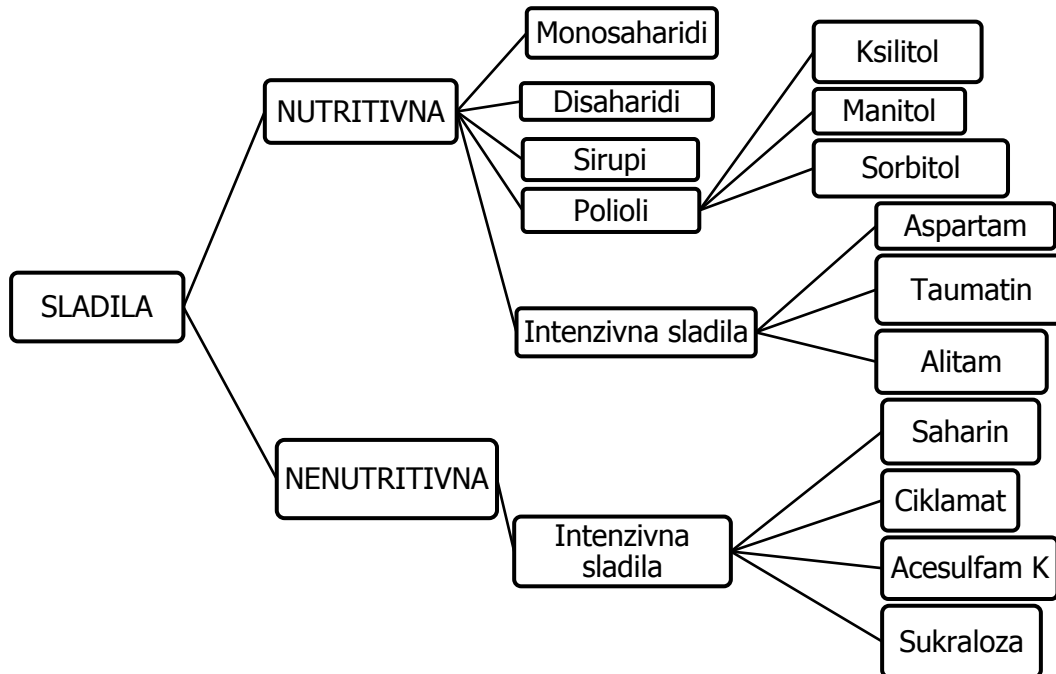 SLADILA
NUTRITIVNA
Monosaharidi
Disaharidi
Sirupi
Polioli
Ksilitol
Manitol
Sorbitol
Intenzivna sladila
Aspartam
Taumatin
Alitam
NENUTRITIVNA
Intenzivna
sladila
Saharin
Ciklamat
Acesulfam K
Sukraloza